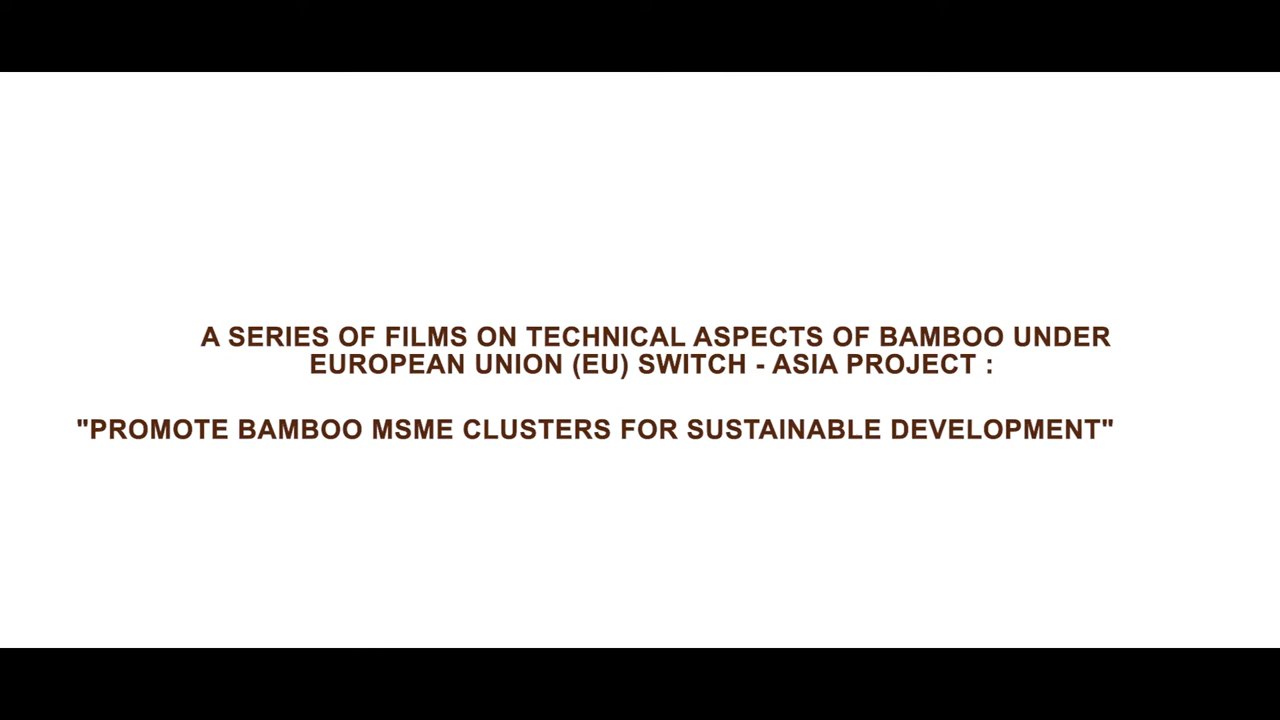 A SERIES OF FILMS ON TECHNICAL ASPECTS OF BAMBOO UNDER
EUROPEAN UNION (EU) SWITCH - ASIA PROJECT :
"PROMOTE BAMBOO MSME CLUSTERS FOR SUSTAINABLE DEVELOPMENT"